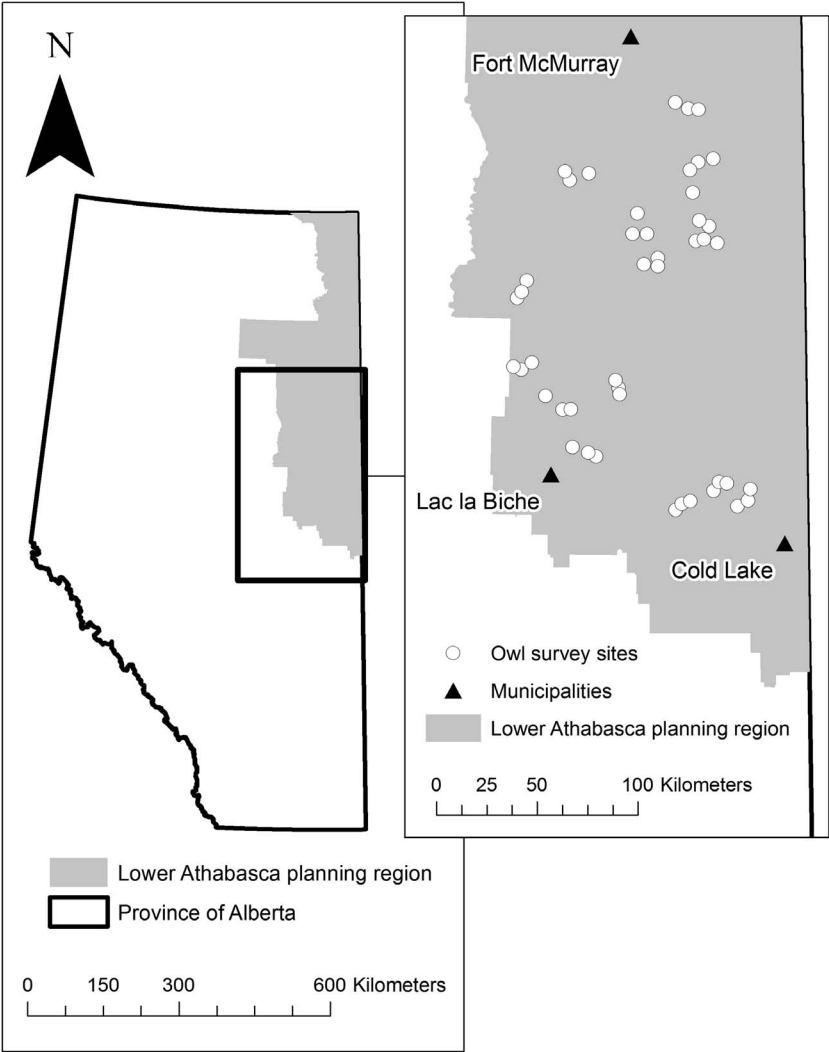 N
Lower Athabasca planning region
Province of Alberta
0 150 300 600 Kilometers
Fort McMurray
Lac la Biche
Cold Lake
Owl survey sites
Municipalities
Lower Athabasca planning region
0 25 50 100 Kilometers